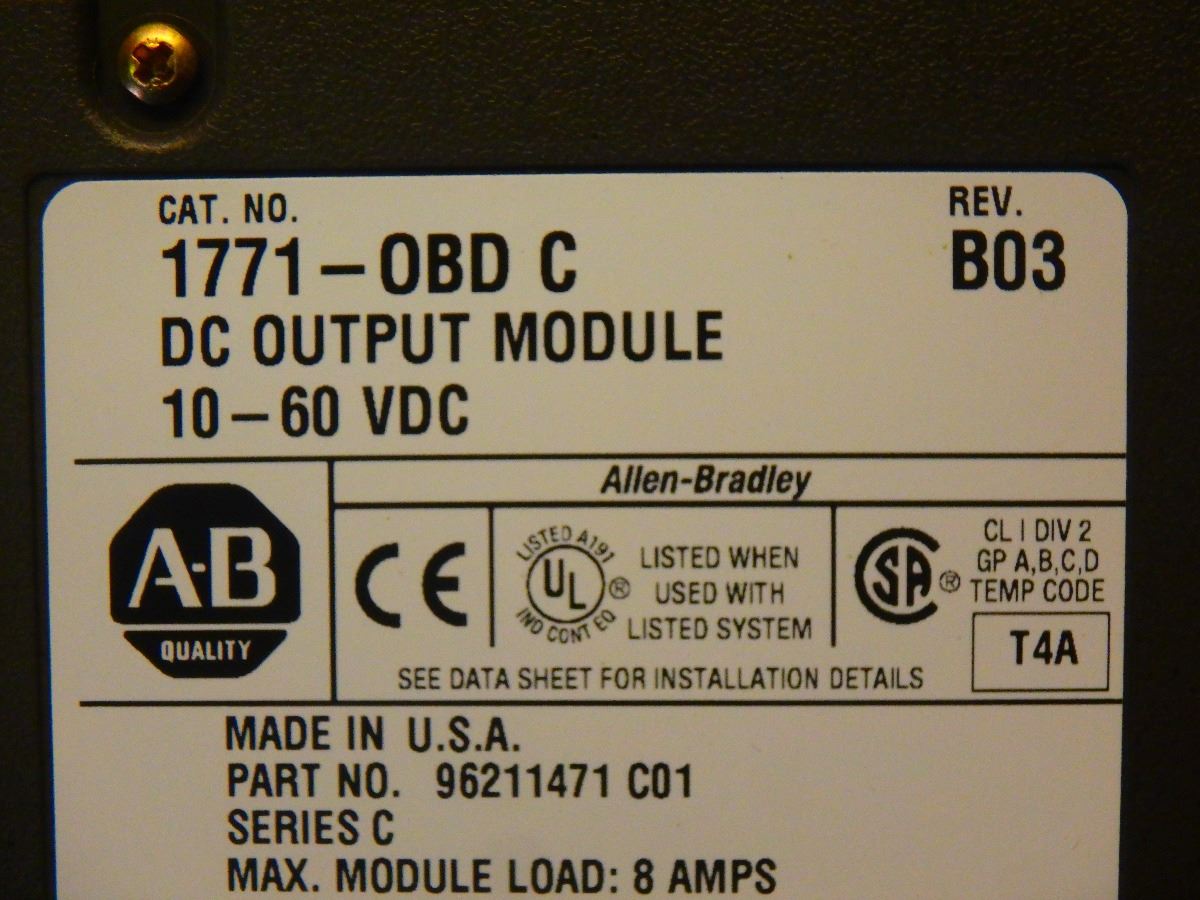 CAT. NO.
REV.
1771-OBD C
B03
DC OUTPUT MODULE
10-60 VDC
Allen-Bradley
A-B
QUALITY
CE
LISTED A191
UL ®
IND CONT EQ
LISTED WHEN
USED WITH
LISTED SYSTEM
SA ®
CL I DIV 2
GP A,B,C,D
TEMP CODE
T4A
SEE DATA SHEET FOR INSTALLATION DETAILS
MADE IN U.S.A.
PART NO. 96211471 C01
SERIES C
MAX. MODULE LOAD: 8 AMPS